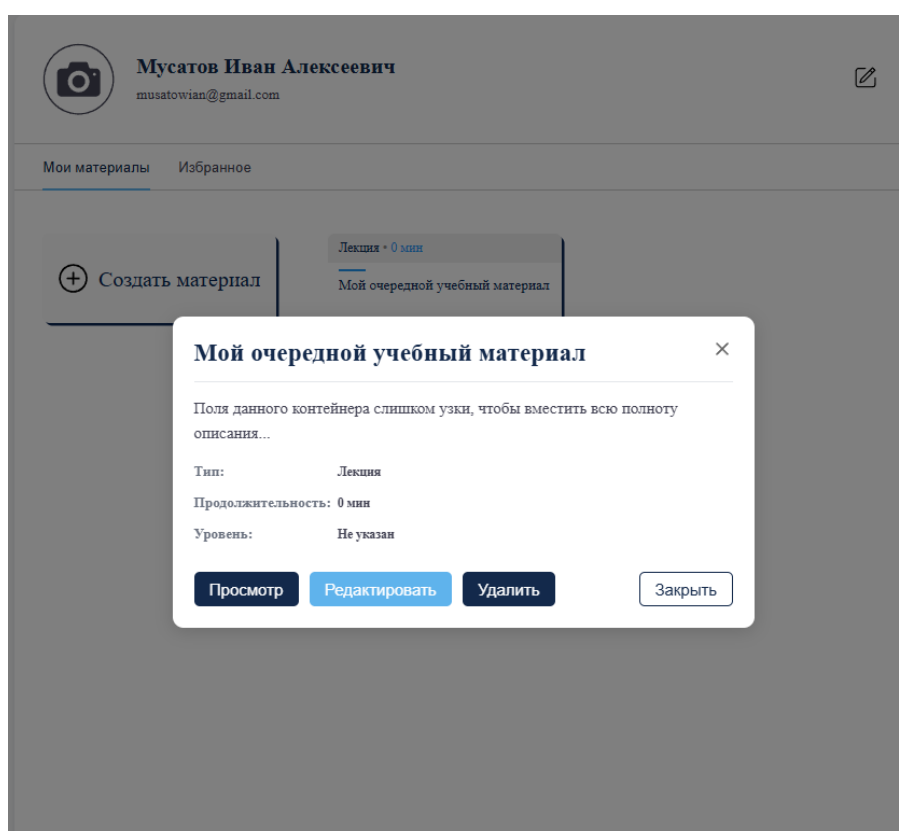 Мусатов Иван Алексеевич
musatowian@gmail.com
Мои материалы Избранное
Создать материал
Лекция • 0 мин
Мой очередной учебный материал
Мой очередной учебный материал
Поля данного контейнера слишком узки, чтобы вместить всю полноту
описания...
Тип: Лекция
Продолжительность: 0 мин
Уровень: Не указан
Просмотр Редактировать Удалить Закрыть